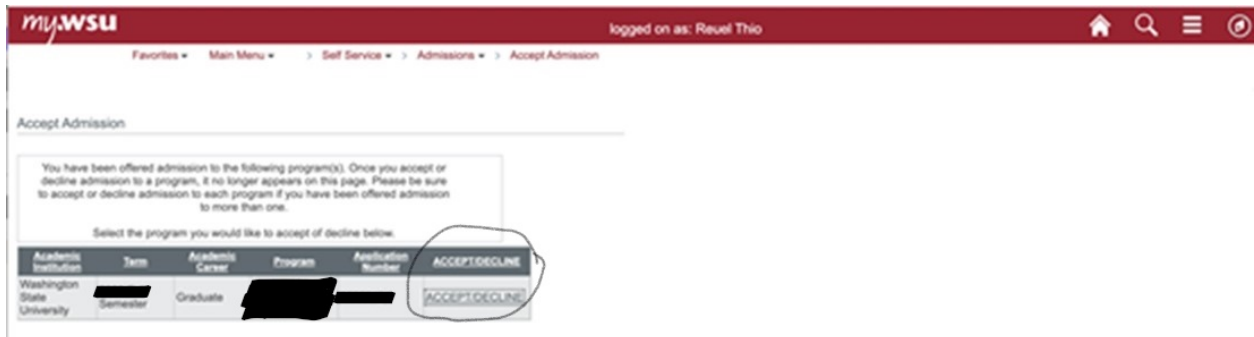 my.wsu
logged on as: Reuel Thio
Favorites Main Menu > Self Service > Admissions > Accept Admission
Accept Admission
You have been offered admission to the following program(s). Once you accept or
decline admission to a program, it no longer appears on this page. Please be sure
to accept or decline admission to each program if you have been offered admission
to more than one.
Select the program you would like to accept of decline below.
Academic Institution Term Academic Career Program Application Number ACCEPT/DECLINE
Washington
State
University
Semester
Graduate
ACCEPT/DECLINE